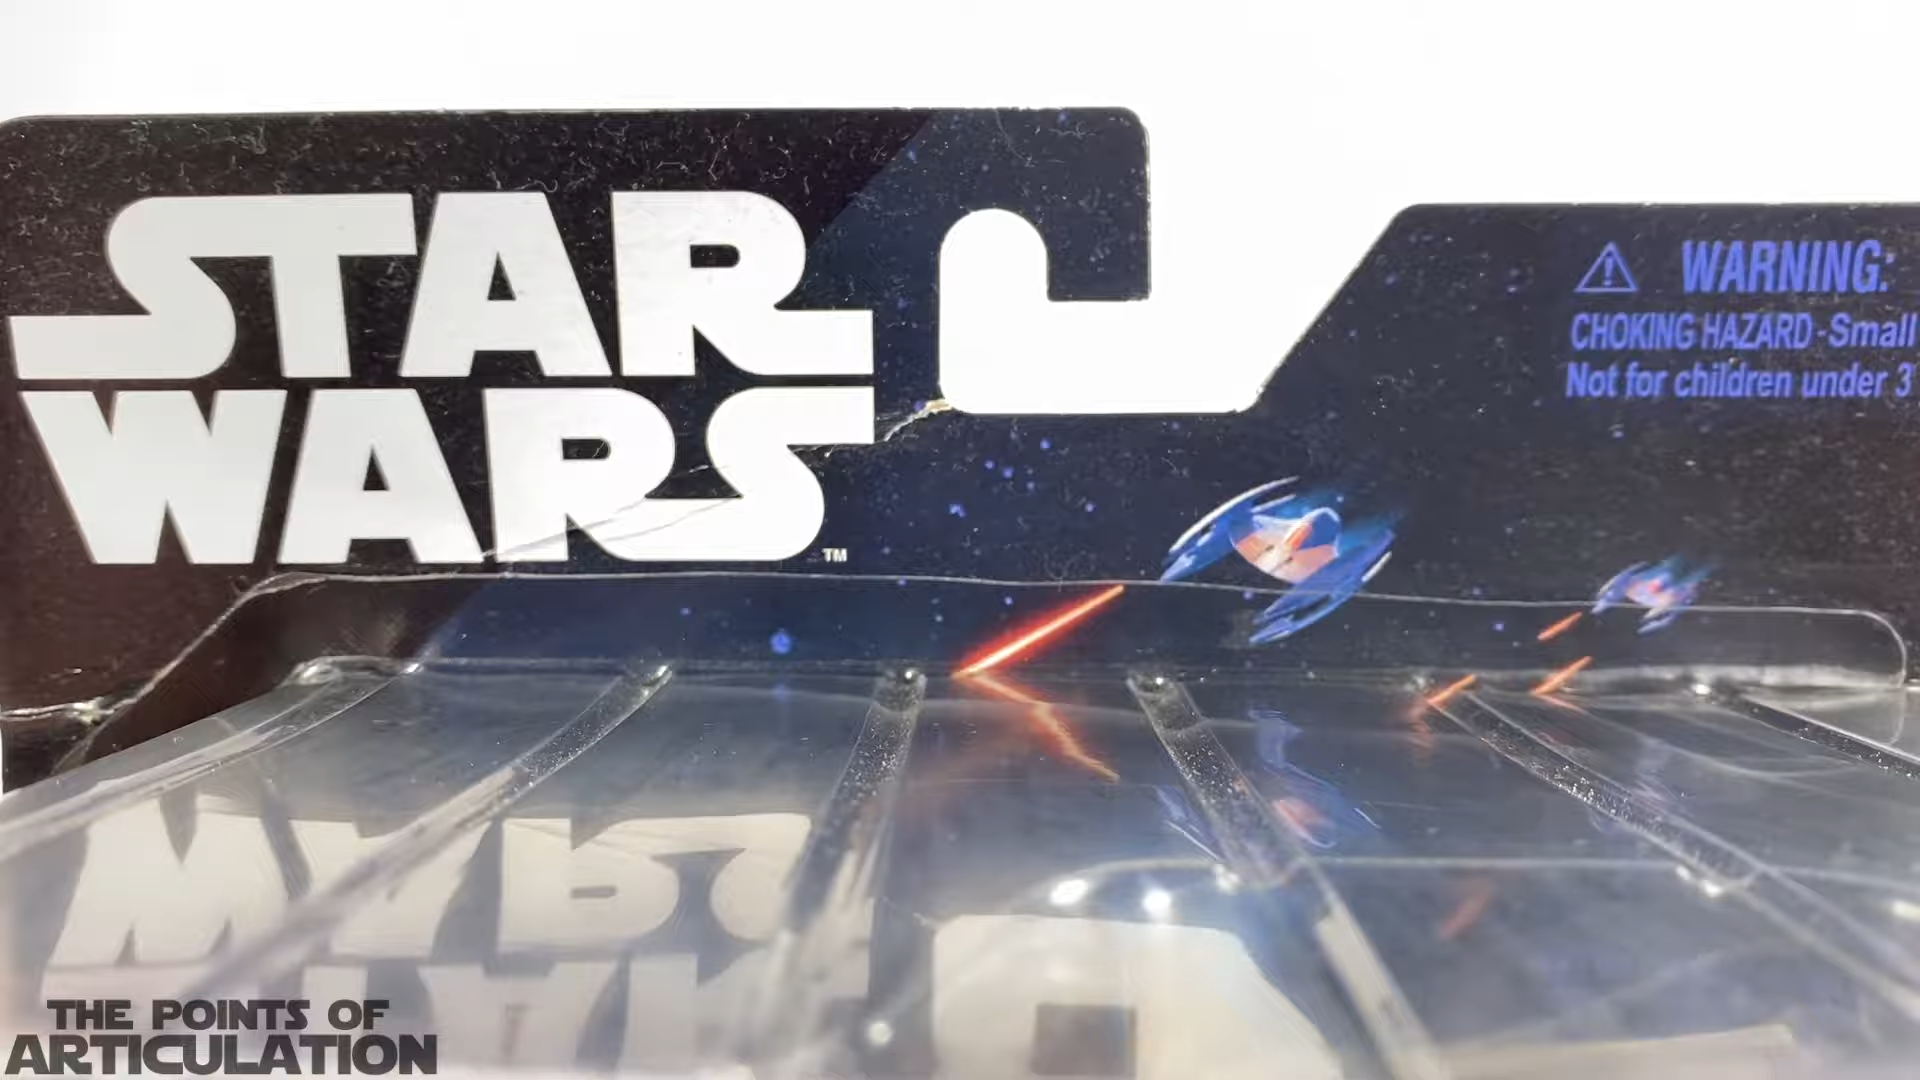 STAR
WARS
TM
WARNING:
CHOKING HAZARD-Small
Not for children under 3
THE POINTS OF
ARTICULATION